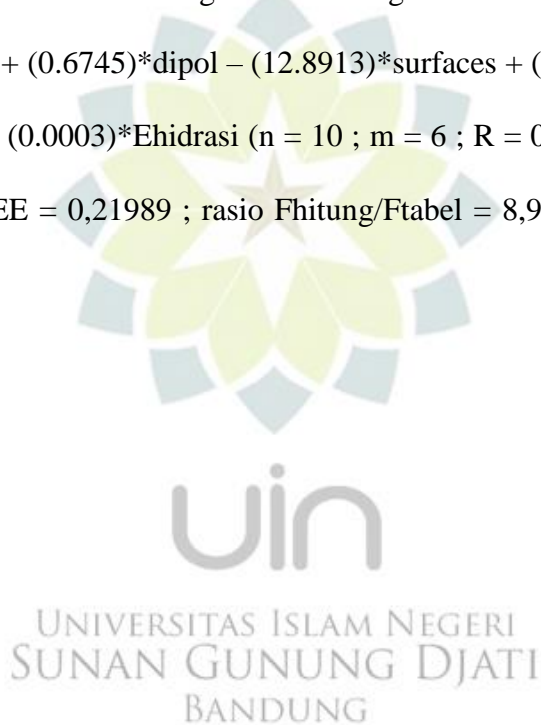 + (0.6745)*dipol – (12.8913)*surfaces + (
(0.0003)*Ehidrasi (n = 10 ; m = 6 ; R = 0
EE = 0,21989 ; rasio Fhitung/Ftabel = 8,9
uin
UNIVERSITAS ISLAM NEGERI
SUNAN GUNUNG DJATI
BANDUNG